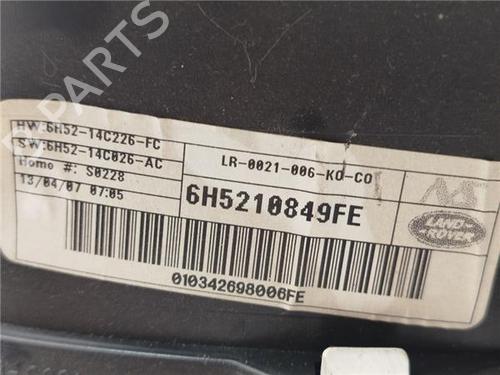 HW:6H52-14C226-FC
SW:6H52-14C026-AC
Homo #: S0228
13/04/07 07:05
LR-0021-006-KO-CO
6H5210849FE
LAND
ROVER
010342698006FE
B-PARTS